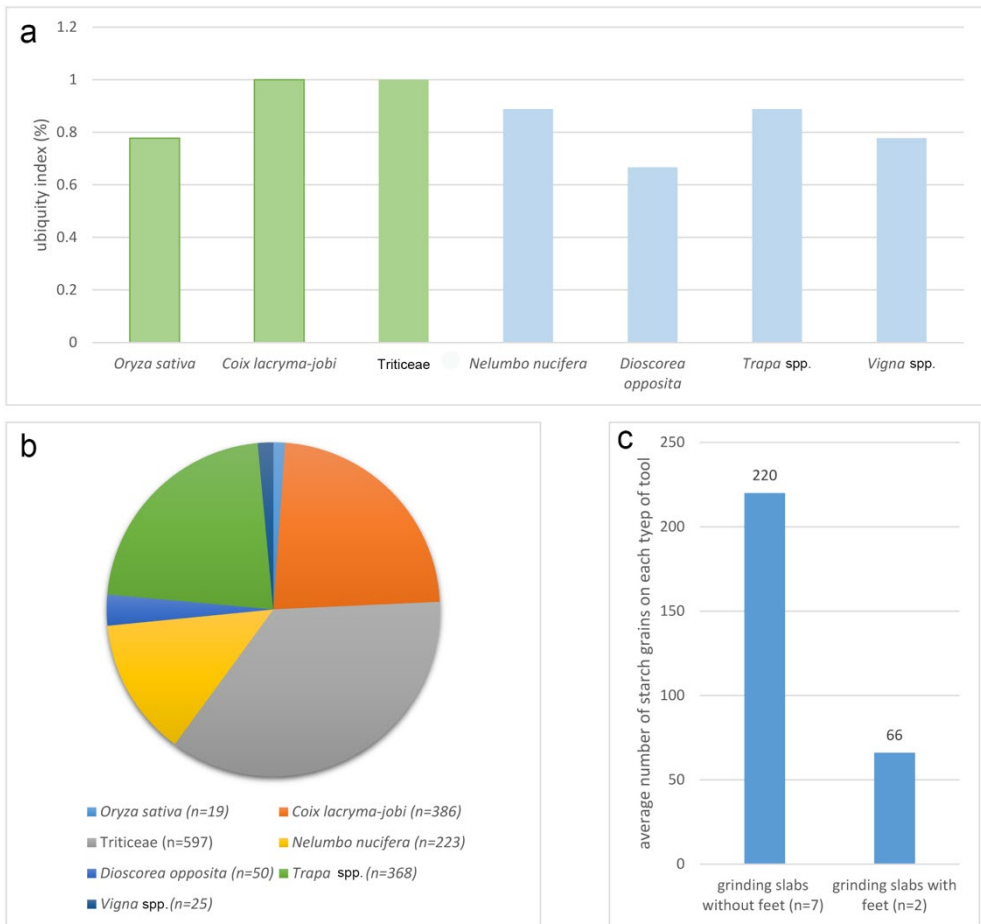 a
ubiquity index (%)
1.2
1
0.8
0.6
0.4
0.2
0
Oryza sativa
Coix lacryma-jobi
Triticeae
Nelumbo nucifera
Dioscorea
opposita
Trapa spp.
Vigna spp.
b
Oryza sativa (n=19)
Coix lacryma-jobi (n=386)
Triticeae (n=597)
Nelumbo nucifera (n=223)
Dioscorea opposita (n=50)
Trapa spp. (n=368)
Vigna spp. (n=25)
c
average number of starch grains on each tyep of tool
250
200
150
100
50
0
220
66
grinding slabs
without feet (n=7)
grinding slabs with
feet (n=2)